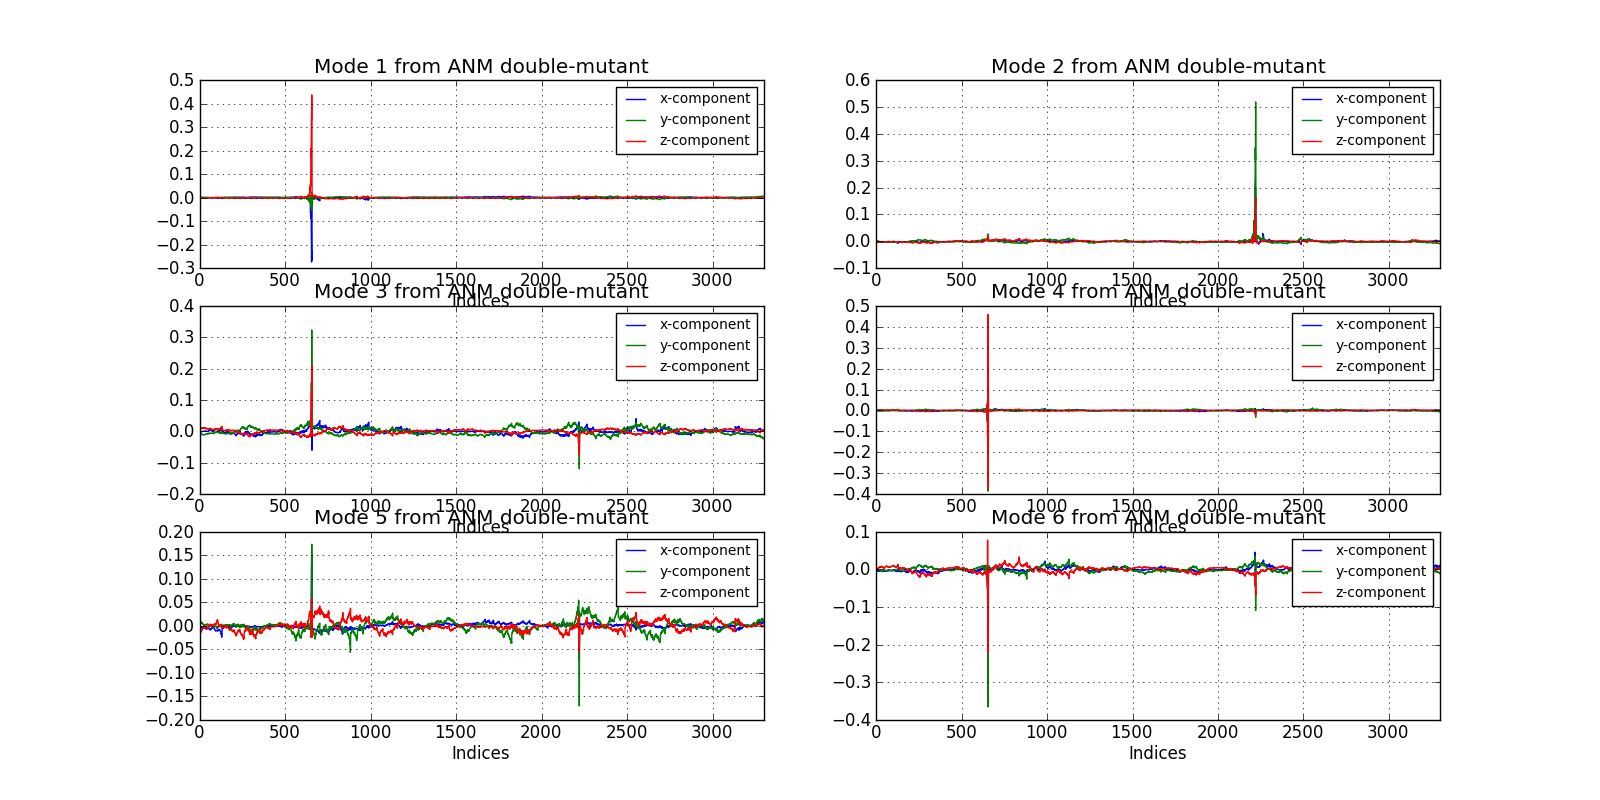 Mode 1 from ANM double-mutant
0.5
0.4
0.3
0.2
0.1
0.0
−0.1
−0.2
−0.3
x-component
y-component
z-component
0 500 1000 1500 2000 2500 3000
Indices
Mode 2 from ANM double-mutant
0.6
0.5
0.4
0.3
0.2
0.1
0.0
−0.1
x-component
y-component
z-component
0 500 1000 1500 2000 2500 3000
Indices
Mode 3 from ANM double-mutant
0.4
0.3
0.2
0.1
0.0
−0.1
−0.2
x-component
y-component
z-component
0 500 1000 1500 2000 2500 3000
Indices
Mode 4 from ANM double-mutant
0.5
0.4
0.3
0.2
0.1
0.0
−0.1
−0.2
−0.3
−0.4
x-component
y-component
z-component
0 500 1000 1500 2000 2500 3000
Indices
Mode 5 from ANM double-mutant
0.20
0.15
0.10
0.05
0.00
−0.05
−0.10
−0.15
−0.20
x-component
y-component
z-component
0 500 1000 1500 2000 2500 3000
Indices
Mode 6 from ANM double-mutant
0.1
0.0
−0.1
−0.2
−0.3
−0.4
x-component
y-component
z-component
0 500 1000 1500 2000 2500 3000
Indices